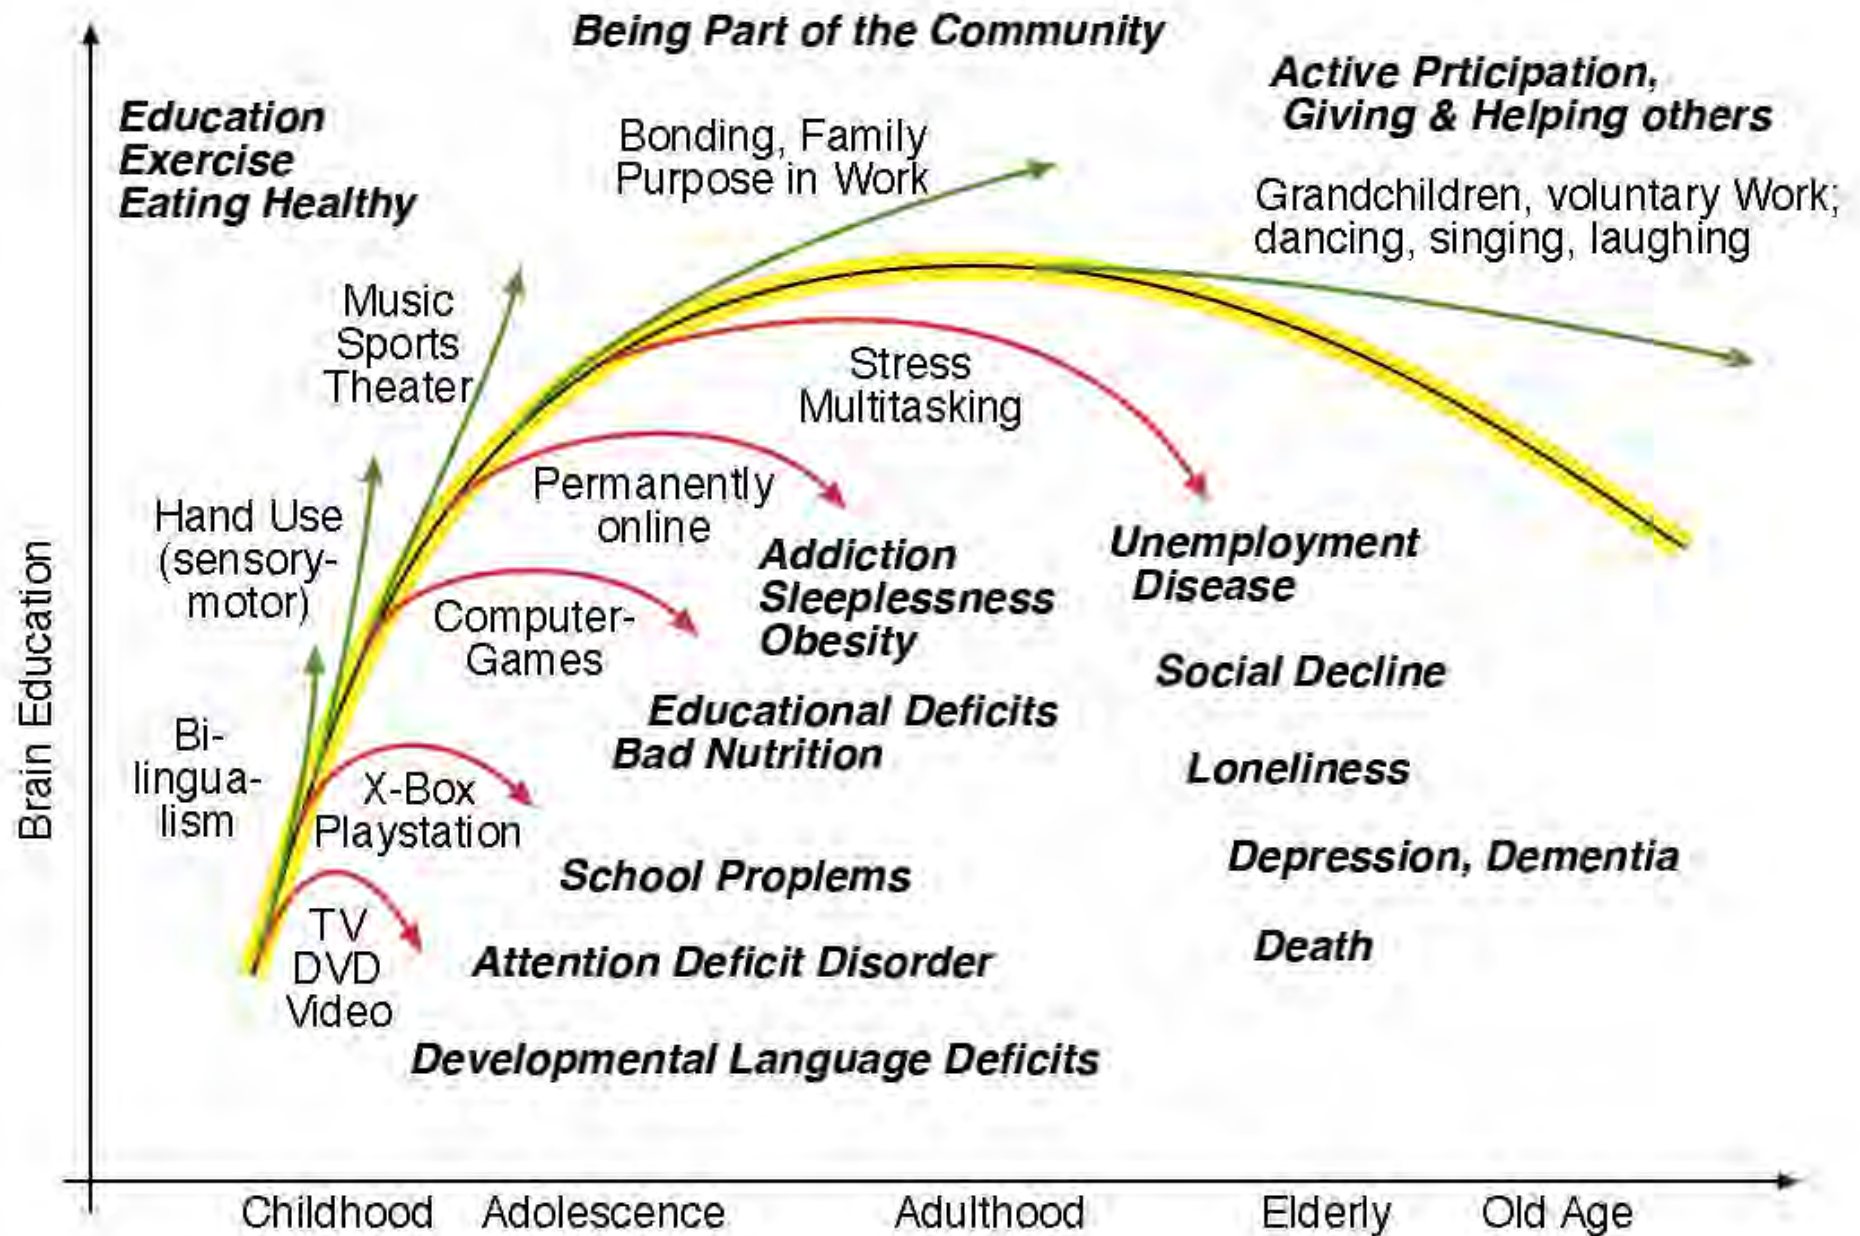 Being Part of the Community
Active Prticipation,
Giving & Helping others
Education
Exercise
Eating Healthy
Bonding, Family
Purpose in Work
Grandchildren, voluntary Work;
dancing, singing, laughing
Music
Sports
Theater
Stress
Multitasking
Hand Use
(sensory-
motor)
Permanently
online
Addiction
Sleeplessness
Obesity
Unemployment
Disease
Computer-
Games
Social Decline
Educational Deficits
Bad Nutrition
Bi-
lingua-
lism
Loneliness
X-Box
Playstation
School Proplems
Depression, Dementia
TV
DVD
Video
Attention Deficit Disorder
Death
Developmental Language Deficits
Brain Education
Childhood
Adolescence
Adulthood
Elderly
Old Age